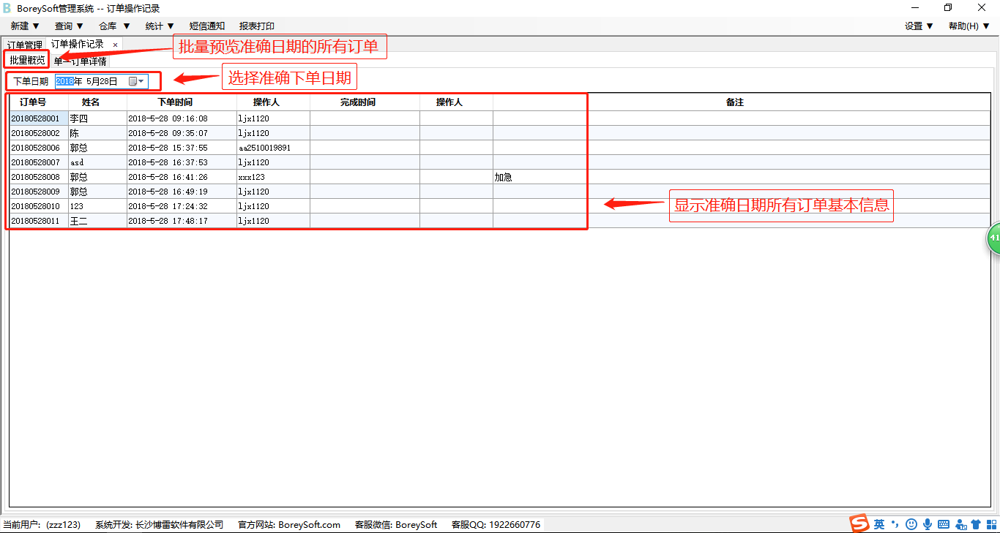 BoreySoft管理系统 -- 订单操作记录
新建 ▼ 查询 ▼ 仓库 ▼ 统计 ▼ 短信通知 报表打印 设置 ▼ 帮助(H) ▼
订单管理 订单操作记录 ×
批量预览准确日期的所有订单
批量概览 单一订单详情
下单日期 2018年 5月28日
选择准确下单日期
订单号 姓名 下单时间 操作人 完成时间 操作人 备注
20180528001 李四 2018-5-28 09:16:08 ljx1120
20180528002 陈 2018-5-28 09:35:07 ljx1120
20180528006 郭总 2018-5-28 15:37:55 aa2510019891
20180528007 asd 2018-5-28 16:37:53 ljx1120
20180528008 郭总 2018-5-28 16:41:26 xxx123 加急
20180528009 郭总 2018-5-28 16:49:19 ljx1120
20180528010 123 2018-5-28 17:24:32 ljx1120
20180528011 王二 2018-5-28 17:48:17 ljx1120
显示准确日期所有订单基本信息
41
当前用户: (zzz123) 系统开发: 长沙博雷软件有限公司 官方网站: BoreySoft.com 客服微信: BoreySoft 客服QQ: 1922660776
英